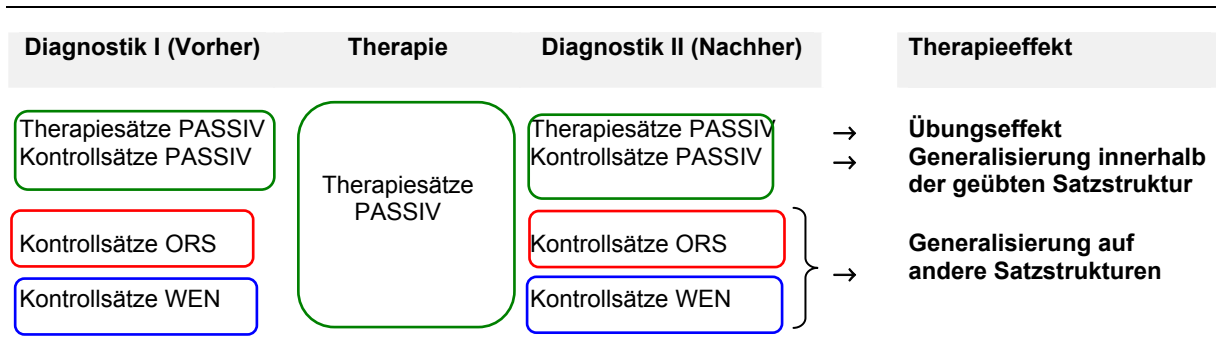 Diagnostik I (Vorher) Therapie Diagnostik II (Nachher) Therapieeffekt
Therapiesätze PASSIV Therapiesätze PASSIV → Übungseffekt
Kontrollsätze PASSIV Kontrollsätze PASSIV → Generalisierung innerhalb
der geübten Satzstruktur
Therapiesätze
PASSIV
Kontrollsätze ORS Kontrollsätze ORS Generalisierung auf
→ andere Satzstrukturen
Kontrollsätze WEN Kontrollsätze WEN